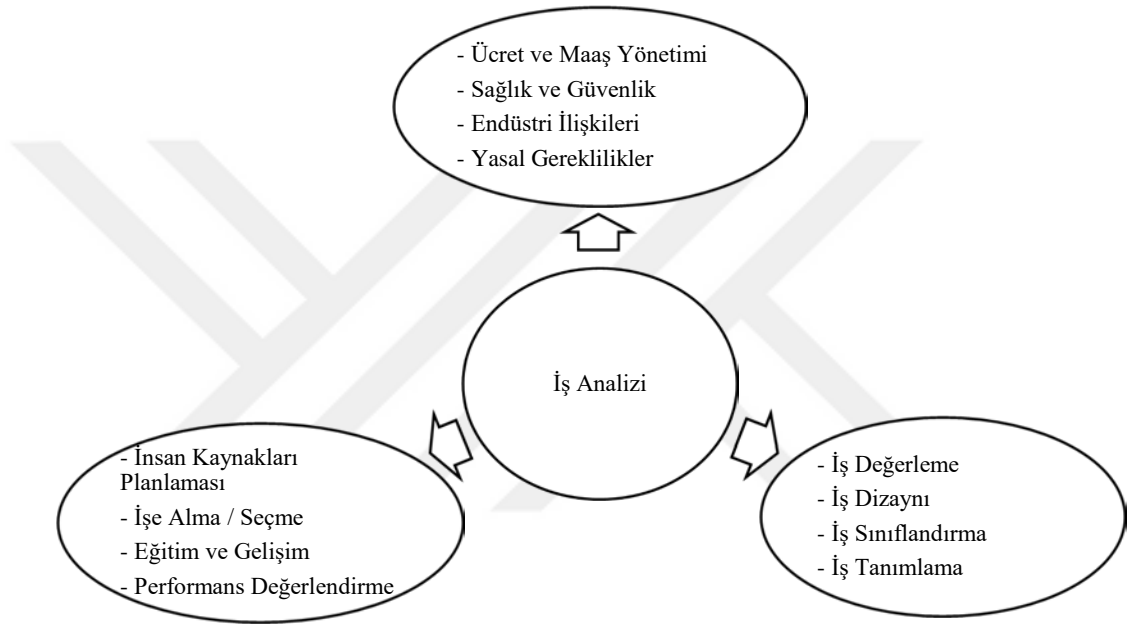 - Ücret ve Maaş Yönetimi
- Sağlık ve Güvenlik
- Endüstri İlişkileri
- Yasal Gereklilikler
İş Analizi
- İnsan Kaynakları
Planlaması
- İşe Alma / Seçme
- Eğitim ve Gelişim
- Performans Değerlendirme
- İş Değerleme
- İş Dizaynı
- İş Sınıflandırma
- İş Tanımlama